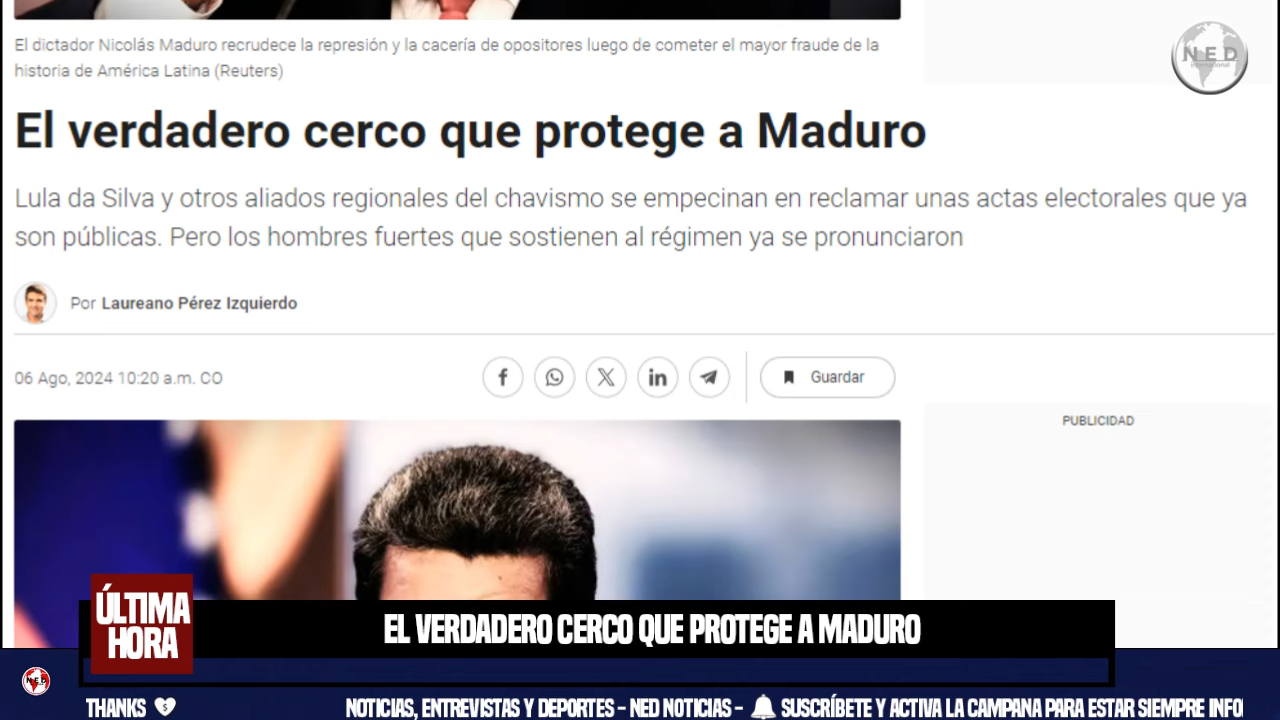 El dictador Nicolás Maduro recrudece la represión y la cacería de opositores luego de cometer el mayor fraude de la
historia de América Latina (Reuters)
NED
international
El verdadero cerco que protege a Maduro
Lula da Silva y otros aliados regionales del chavismo se empecinan en reclamar unas actas electorales que ya
son públicas. Pero los hombres fuertes que sostienen al régimen ya se pronunciaron
Por Laureano Pérez Izquierdo
06 Ago, 2024 10:20 a.m. CO
Guardar
PUBLICIDAD
ÚLTIMA
HORA
EL VERDADERO CERCO QUE PROTEGE A MADURO
NED
THANKS
NOTICIAS, ENTREVISTAS Y DEPORTES - NED NOTICIAS - SUSCRÍBETE Y ACTIVA LA CAMPANA PARA ESTAR SIEMPRE INFO